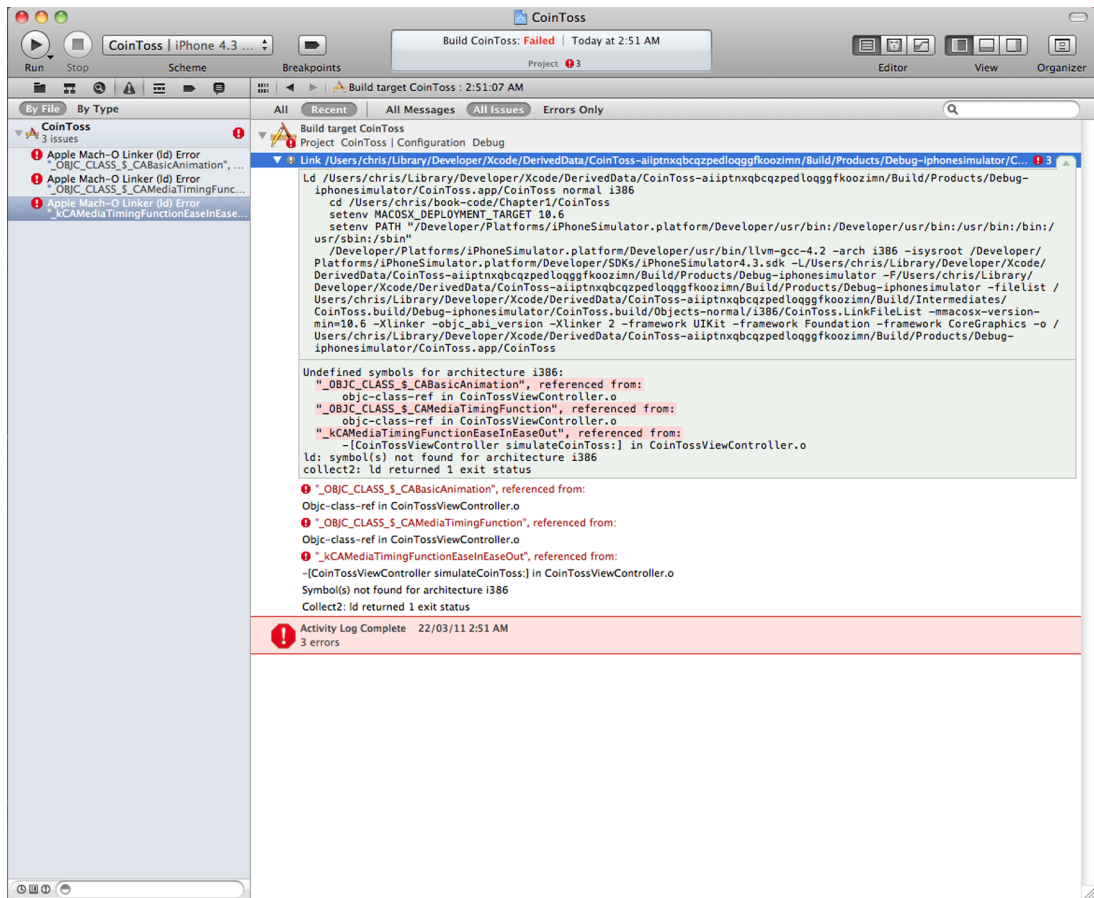 CoinToss
CoinToss | iPhone 4.3 ...
Build CoinToss: Failed | Today at 2:51 AM
Project 3
Run Stop Scheme Breakpoints Editor View Organizer
Build target CoinToss : 2:51:07 AM
By File By Type
All Recent All Messages All Issues Errors Only
CoinToss
3 issues
Apple Mach-O Linker (ld) Error
"_OBJC_CLASS_$_CABasicAnimation", ...
Apple Mach-O Linker (ld) Error
"_OBJC_CLASS_$_CAMediaTimingFunc...
Apple Mach-O Linker (ld) Error
"_kCAMediaTimingFunctionEaseInEase...
Build target CoinToss
Project CoinToss | Configuration Debug
Link /Users/chris/Library/Developer/Xcode/DerivedData/CoinToss-aiiptnxqbcqzpedloqggfkoozimn/Build/Products/Debug-iphonesimulator/C... 3
Ld /Users/chris/Library/Developer/Xcode/DerivedData/CoinToss-aiiptnxqbcqzpedloqggfkoozimn/Build/Products/Debug-
iphonesimulator/CoinToss.app/CoinToss normal i386
cd /Users/chris/book-code/Chapter1/CoinToss
setenv MACOSX_DEPLOYMENT_TARGET 10.6
setenv PATH "/Developer/Platforms/iPhoneSimulator.platform/Developer/usr/bin:/Developer/usr/bin:/usr/bin:/bin:/
usr/sbin:/sbin"
/Developer/Platforms/iPhoneSimulator.platform/Developer/usr/bin/llvm-gcc-4.2 -arch i386 -isysroot /Developer/
Platforms/iPhoneSimulator.platform/Developer/SDKs/iPhoneSimulator4.3.sdk -L/Users/chris/Library/Developer/Xcode/
DerivedData/CoinToss-aiiptnxqbcqzpedloqggfkoozimn/Build/Products/Debug-iphonesimulator -F/Users/chris/Library/
Developer/Xcode/DerivedData/CoinToss-aiiptnxqbcqzpedloqggfkoozimn/Build/Products/Debug-iphonesimulator -filelist /
Users/chris/Library/Developer/Xcode/DerivedData/CoinToss-aiiptnxqbcqzpedloqggfkoozimn/Build/Intermediates/
CoinToss.build/Debug-iphonesimulator/CoinToss.build/Objects-normal/i386/CoinToss.LinkFileList -mmacosx-version-
min=10.6 -Xlinker -objc_abi_version -Xlinker 2 -framework UIKit -framework Foundation -framework CoreGraphics -o /
Users/chris/Library/Developer/Xcode/DerivedData/CoinToss-aiiptnxqbcqzpedloqggfkoozimn/Build/Products/Debug-
iphonesimulator/CoinToss.app/CoinToss
Undefined symbols for architecture i386:
"_OBJC_CLASS_$_CABasicAnimation", referenced from:
objc-class-ref in CoinTossViewController.o
"_OBJC_CLASS_$_CAMediaTimingFunction", referenced from:
objc-class-ref in CoinTossViewController.o
"_kCAMediaTimingFunctionEaseInEaseOut", referenced from:
-[CoinTossViewController simulateCoinToss:] in CoinTossViewController.o
ld: symbol(s) not found for architecture i386
collect2: ld returned 1 exit status
"_OBJC_CLASS_$_CABasicAnimation", referenced from:
Objc-class-ref in CoinTossViewController.o
"_OBJC_CLASS_$_CAMediaTimingFunction", referenced from:
Objc-class-ref in CoinTossViewController.o
"_kCAMediaTimingFunctionEaseInEaseOut", referenced from:
-[CoinTossViewController simulateCoinToss:] in CoinTossViewController.o
Symbol(s) not found for architecture i386
Collect2: ld returned 1 exit status
Activity Log Complete 22/03/11 2:51 AM
3 errors